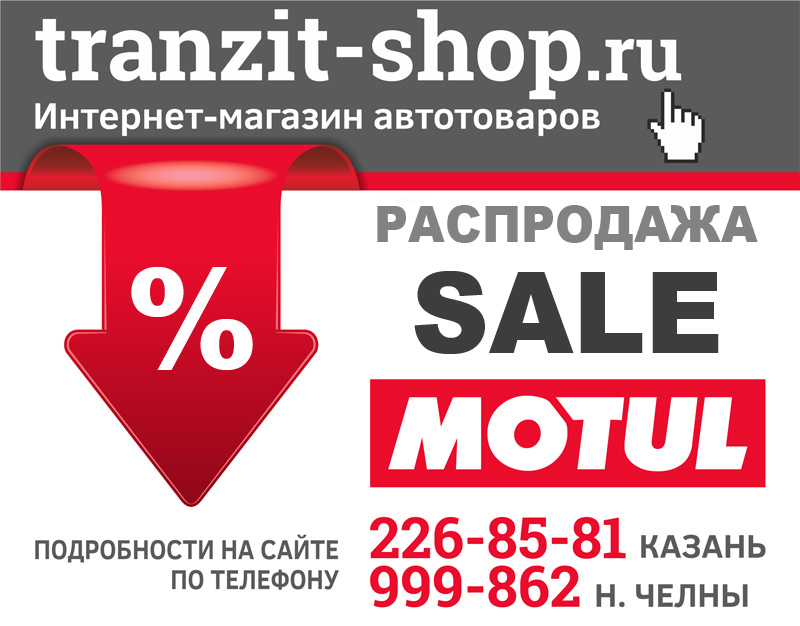 tranzit-shop.ru
Интернет-магазин автотоваров
%
РАСПРОДАЖА
SALE
MOTUL
ПОДРОБНОСТИ НА САЙТЕ
ПО ТЕЛЕФОНУ
226-85-81 КАЗАНЬ
999-862 Н. ЧЕЛНЫ